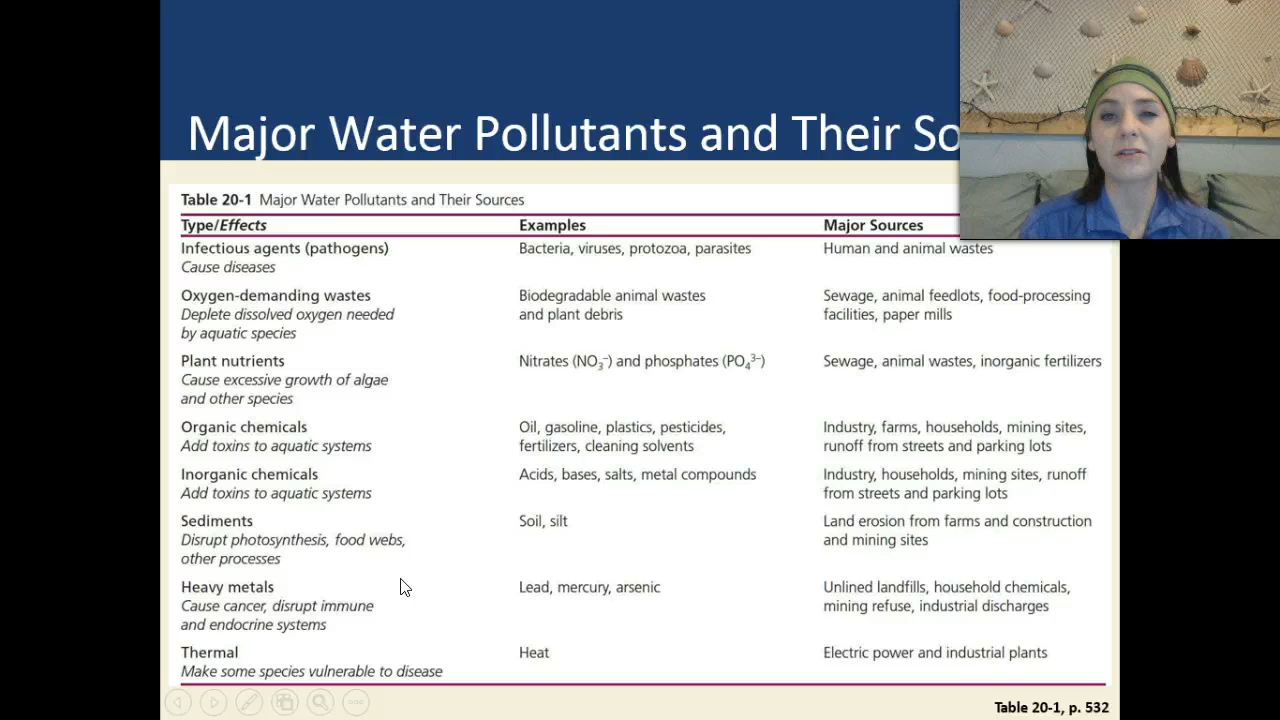 Major Water Pollutants and Their So
Table 20-1 Major Water Pollutants and Their Sources
Type/Effects Examples Major Sources
Infectious agents (pathogens) Bacteria, viruses, protozoa, parasites Human and animal wastes
Cause diseases
Oxygen-demanding wastes Biodegradable animal wastes Sewage, animal feedlots, food-processing
Deplete dissolved oxygen needed and plant debris facilities, paper mills
by aquatic species
Plant nutrients Nitrates (NO₃⁻) and phosphates (PO₄³⁻) Sewage, animal wastes, inorganic fertilizers
Cause excessive growth of algae
and other species
Organic chemicals Oil, gasoline, plastics, pesticides, Industry, farms, households, mining sites,
Add toxins to aquatic systems fertilizers, cleaning solvents runoff from streets and parking lots
Inorganic chemicals Acids, bases, salts, metal compounds Industry, households, mining sites, runoff
Add toxins to aquatic systems from streets and parking lots
Sediments Soil, silt Land erosion from farms and construction
Disrupt photosynthesis, food webs, and mining sites
other processes
Heavy metals Lead, mercury, arsenic Unlined landfills, household chemicals,
Cause cancer, disrupt immune mining refuse, industrial discharges
and endocrine systems
Thermal Heat Electric power and industrial plants
Make some species vulnerable to disease
Table 20-1, p. 532